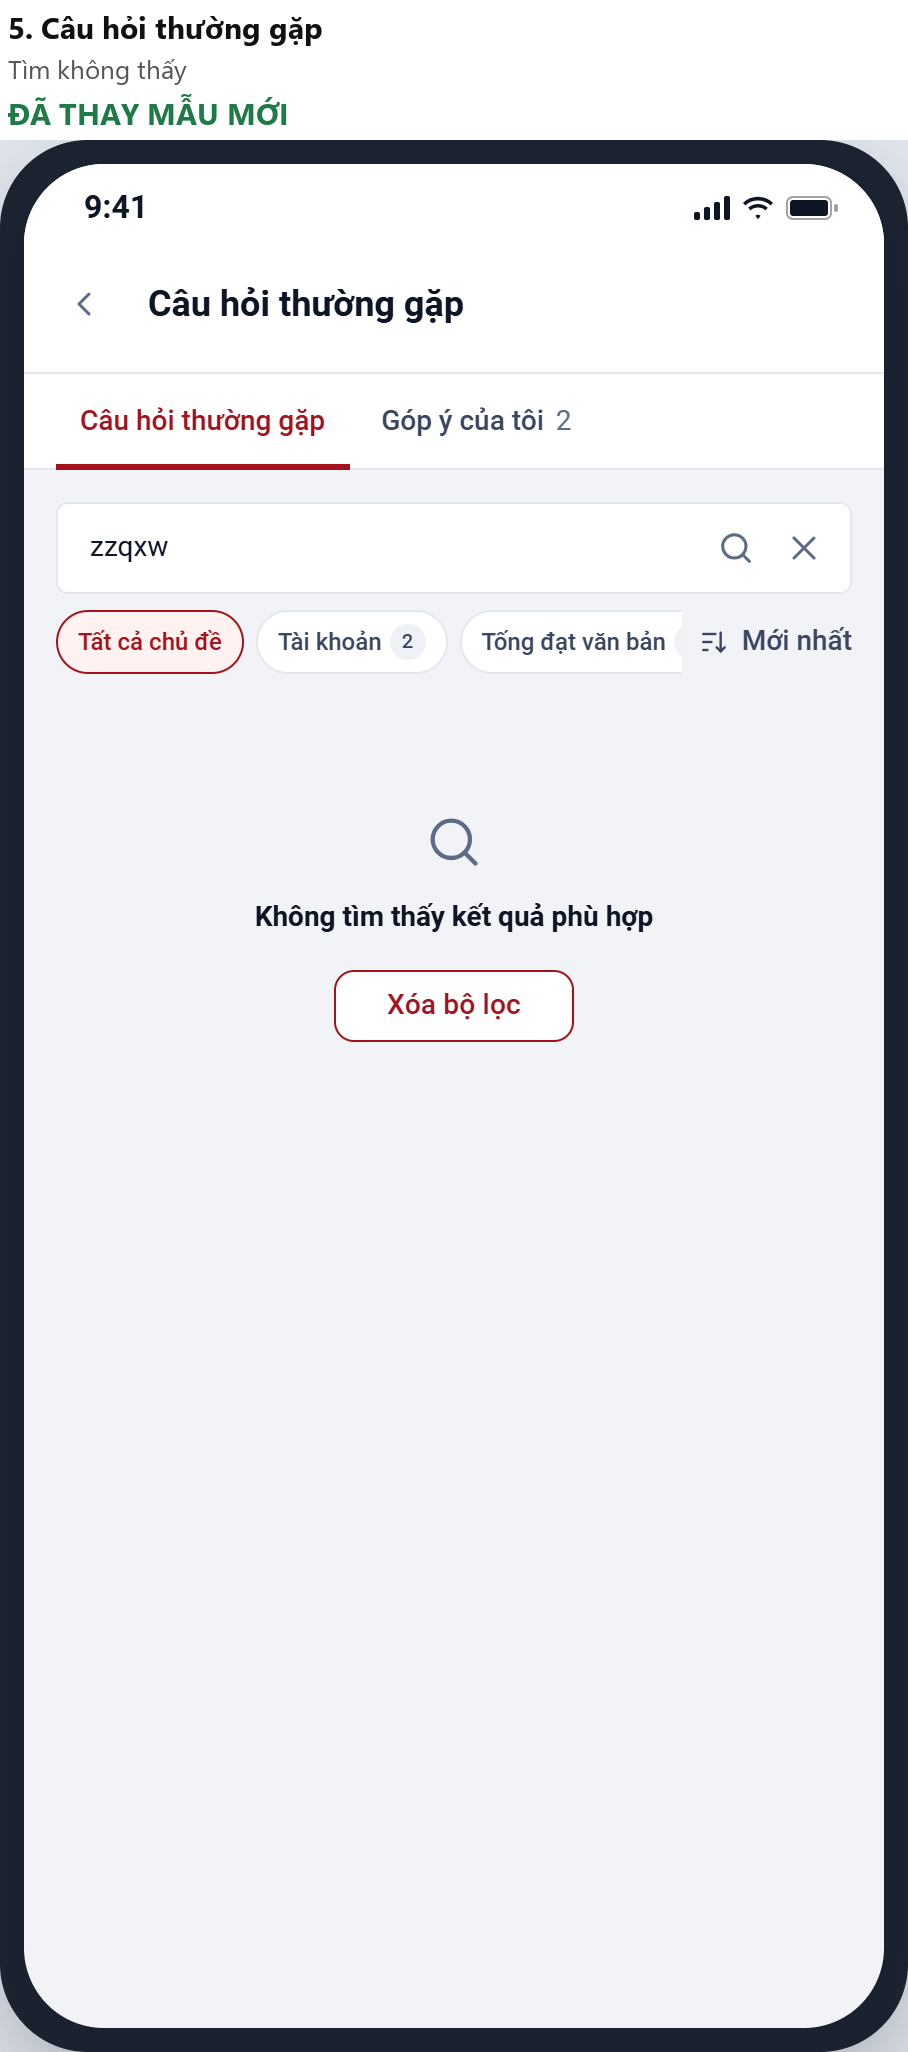 5. Câu hỏi thường gặp
Tìm không thấy
ĐÃ THAY MẪU MỚI
9:41
Câu hỏi thường gặp
Câu hỏi thường gặp
Góp ý của tôi 2
zzqxw
Tất cả chủ đề
Tài khoản 2
Tống đạt văn bản
Mới nhất
Không tìm thấy kết quả phù hợp
Xóa bộ lọc